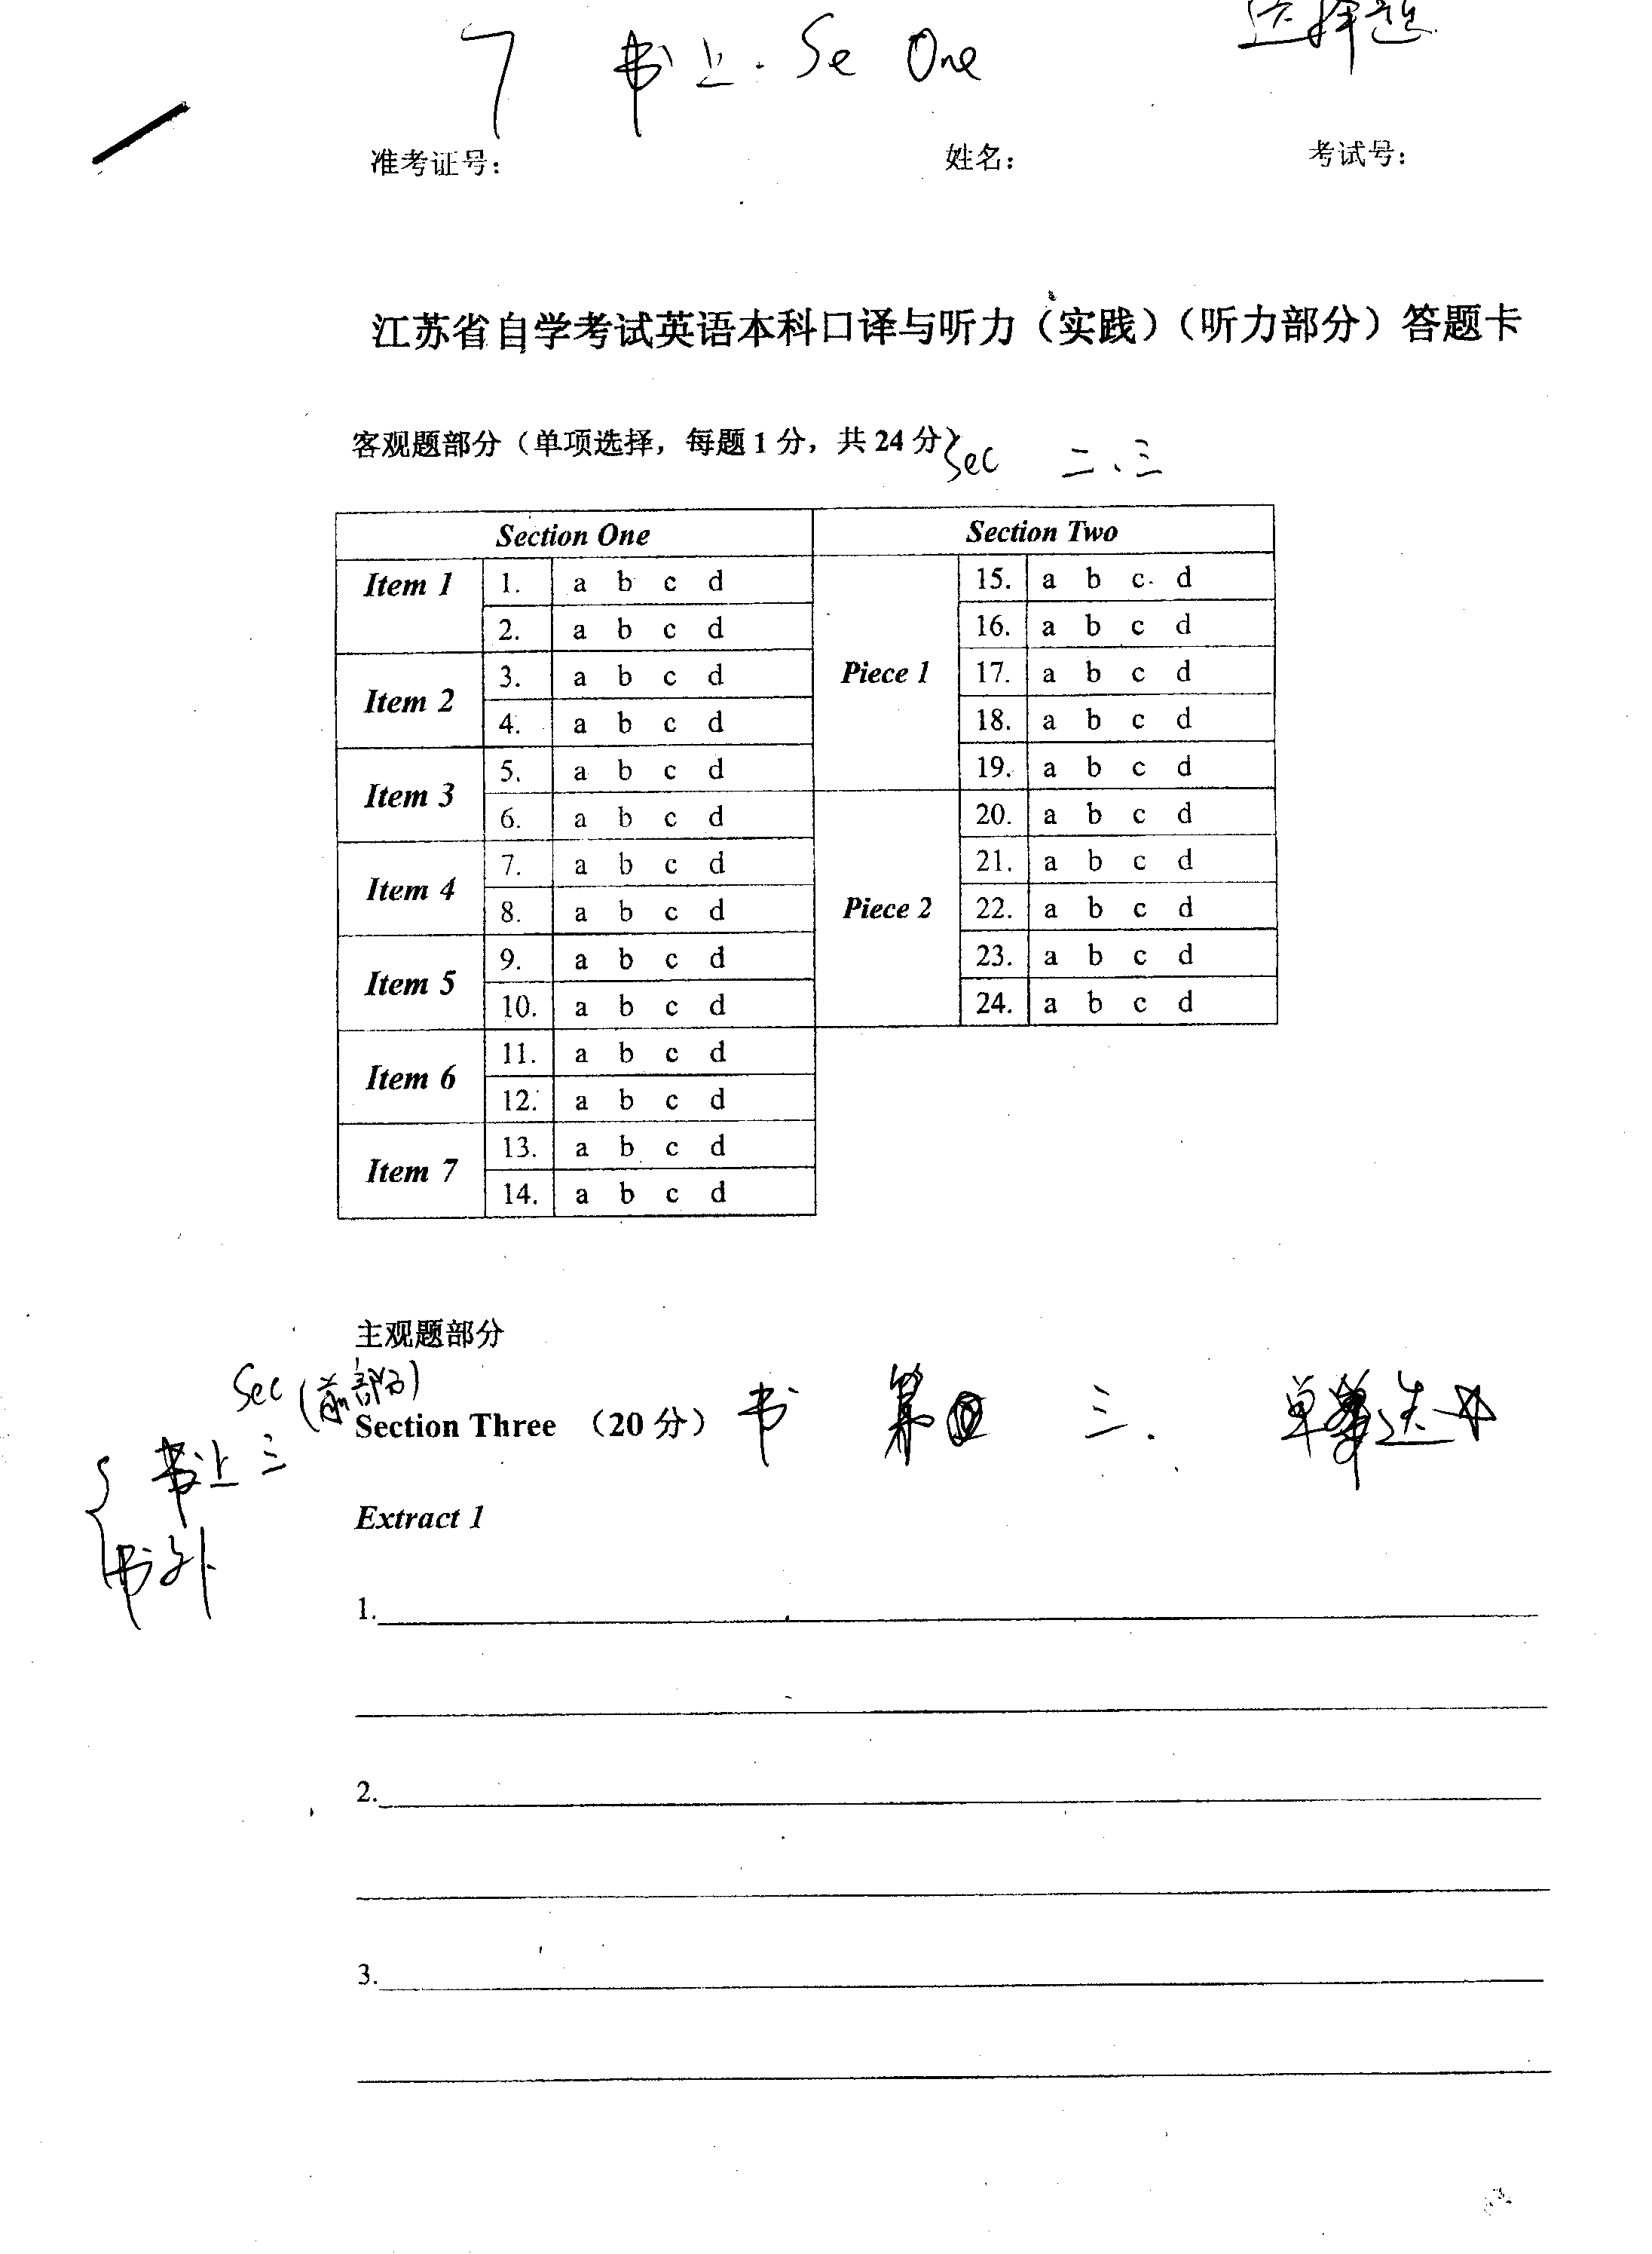 7 书上. Se One 选择题
准考证号： 姓名： 考试号：
江苏省自学考试英语本科口译与听力（实践）（听力部分）答题卡
客观题部分（单项选择，每题 1 分，共 24 分）
Sec 二、三
Section One Section Two
Item 1 1. a b c d Piece 1 15. a b c d
2. a b c d 16. a b c d
Item 2 3. a b c d 17. a b c d
4. a b c d 18. a b c d
Item 3 5. a b c d 19. a b c d
6. a b c d Piece 2 20. a b c d
Item 4 7. a b c d 21. a b c d
8. a b c d 22. a b c d
Item 5 9. a b c d 23. a b c d
10. a b c d 24. a b c d
Item 6 11. a b c d
12. a b c d
Item 7 13. a b c d
14. a b c d
主观题部分
Sec (前部分)
Section Three （20 分） 书 第 三. 单选
书上 三
书外
Extract 1
1.
2.
3.